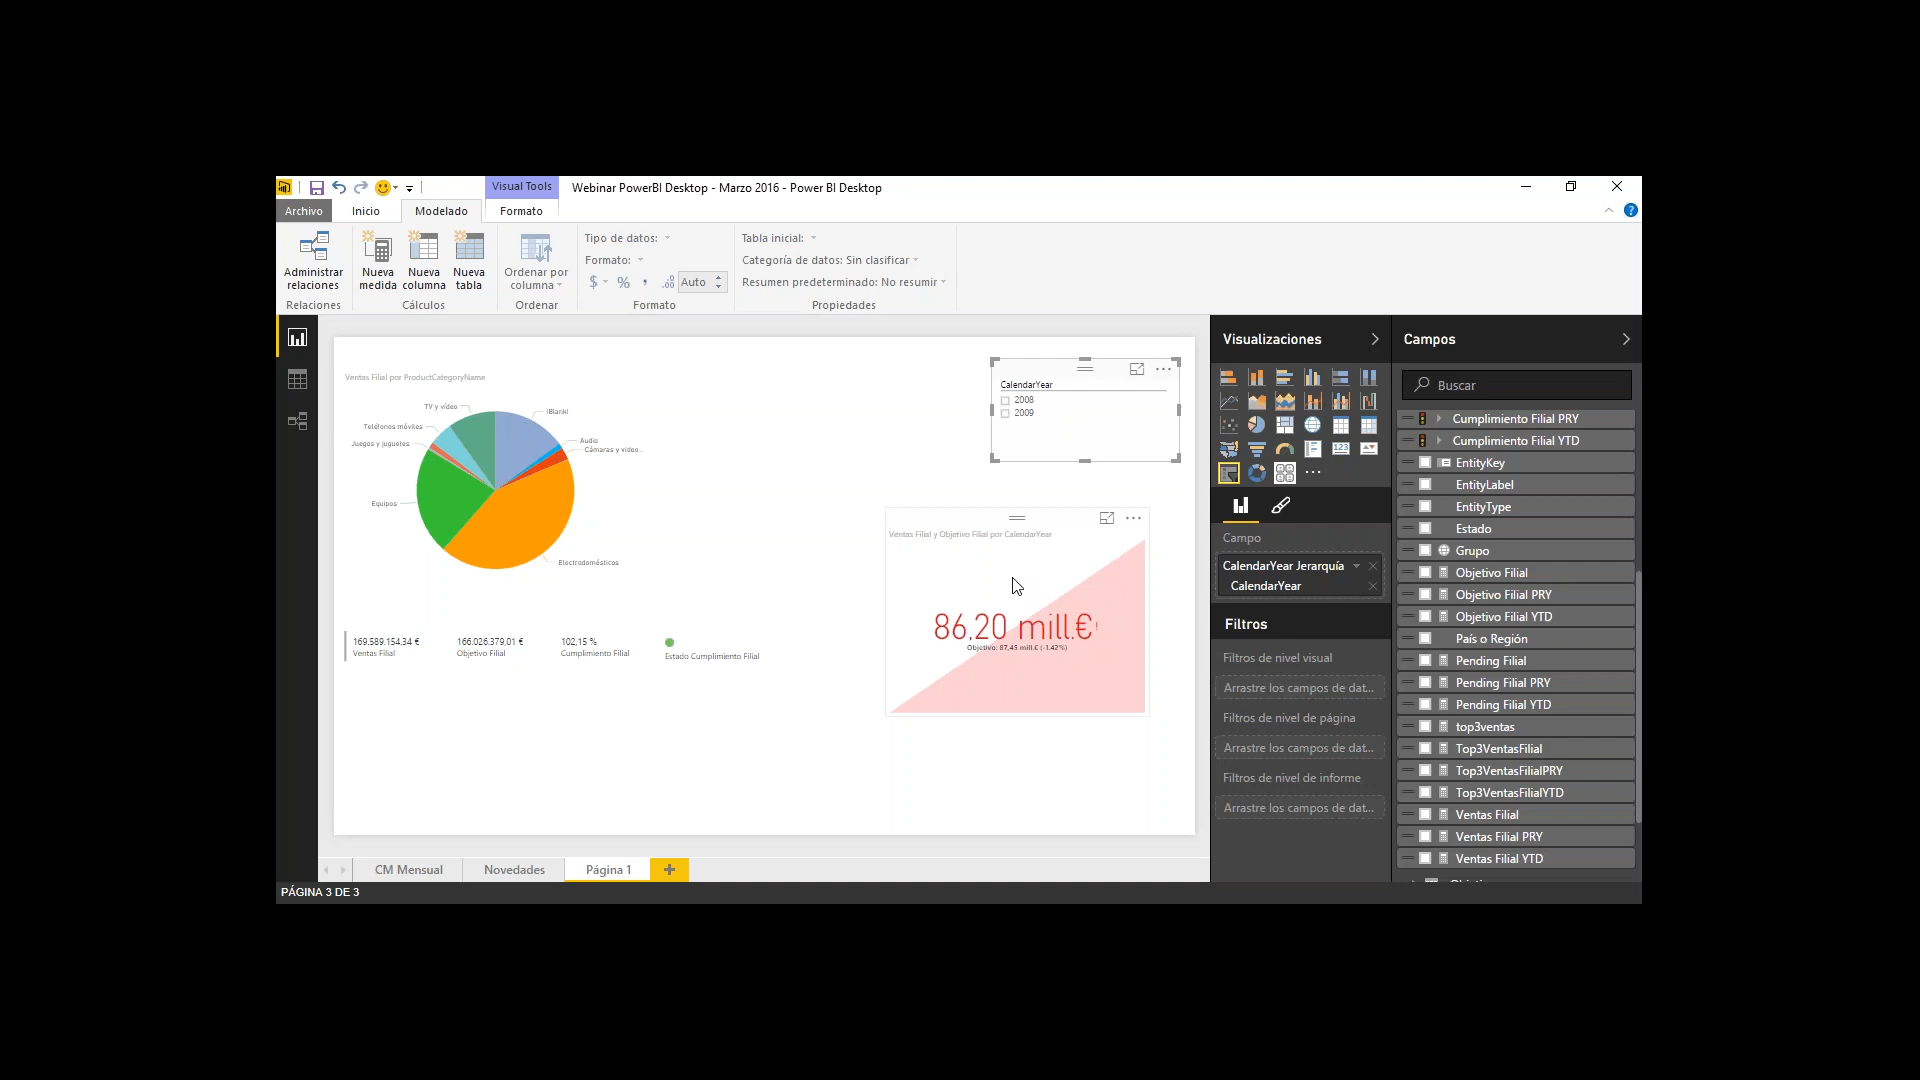 Visual Tools
Webinar PowerBI Desktop - Marzo 2016 - Power BI Desktop
Archivo
Inicio
Modelado
Formato
Administrar relaciones
Nueva medida
Nueva columna
Nueva tabla
Ordenar por columna
Tipo de datos:
Formato:
$ % , .00 Auto
Tabla inicial:
Categoría de datos: Sin clasificar
Resumen predeterminado: No resumir
Relaciones
Cálculos
Ordenar
Formato
Propiedades
Ventas Filial por ProductCategoryName
TV y vídeo
Teléfonos móviles
Juegos y juguetes
Equipos
iBlanki
Audio
Cámaras y vídeo...
Electrodomésticos
CalendarYear
2008
2009
Ventas Filial y Objetivo Filial por CalendarYear
86,20 mill.€!
Objetivo: 87,45 mill.€ (-1.42%)
169.589.154,34 €
Ventas Filial
166.026.379,01 €
Objetivo Filial
102,15 %
Cumplimiento Filial
Estado Cumplimiento Filial
Visualizaciones
123
Campo
CalendarYear Jerarquía
CalendarYear
Filtros
Filtros de nivel visual
Arrastre los campos de dat...
Filtros de nivel de página
Arrastre los campos de dat...
Filtros de nivel de informe
Arrastre los campos de dat...
Campos
Buscar
Cumplimiento Filial PRY
Cumplimiento Filial YTD
EntityKey
EntityLabel
EntityType
Estado
Grupo
Objetivo Filial
Objetivo Filial PRY
Objetivo Filial YTD
País o Región
Pending Filial
Pending Filial PRY
Pending Filial YTD
top3ventas
Top3VentasFilial
Top3VentasFilialPRY
Top3VentasFilialYTD
Ventas Filial
Ventas Filial PRY
Ventas Filial YTD
CM Mensual
Novedades
Página 1
PÁGINA 3 DE 3